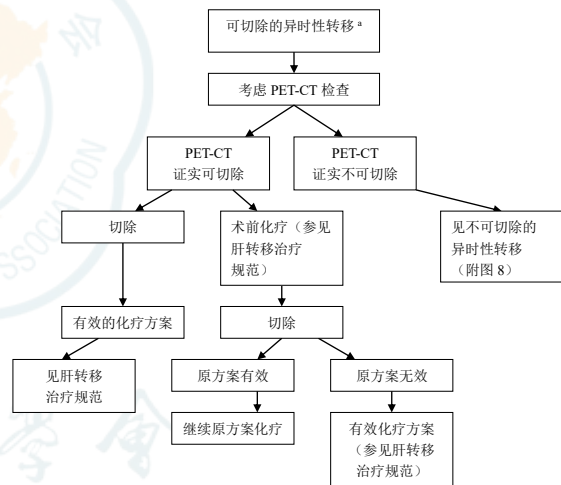 可切除的异时性转移 a
考虑 PET-CT 检查
PET-CT
证实可切除
PET-CT
证实不可切除
切除
术前化疗（参见
肝转移治疗
规范）
见不可切除的
异时性转移
（附图 8）
有效的化疗方案
切除
见肝转移
治疗规范
原方案有效
原方案无效
继续原方案化疗
有效化疗方案
（参见肝转移
治疗规范）
会
SSOCIATION
学会